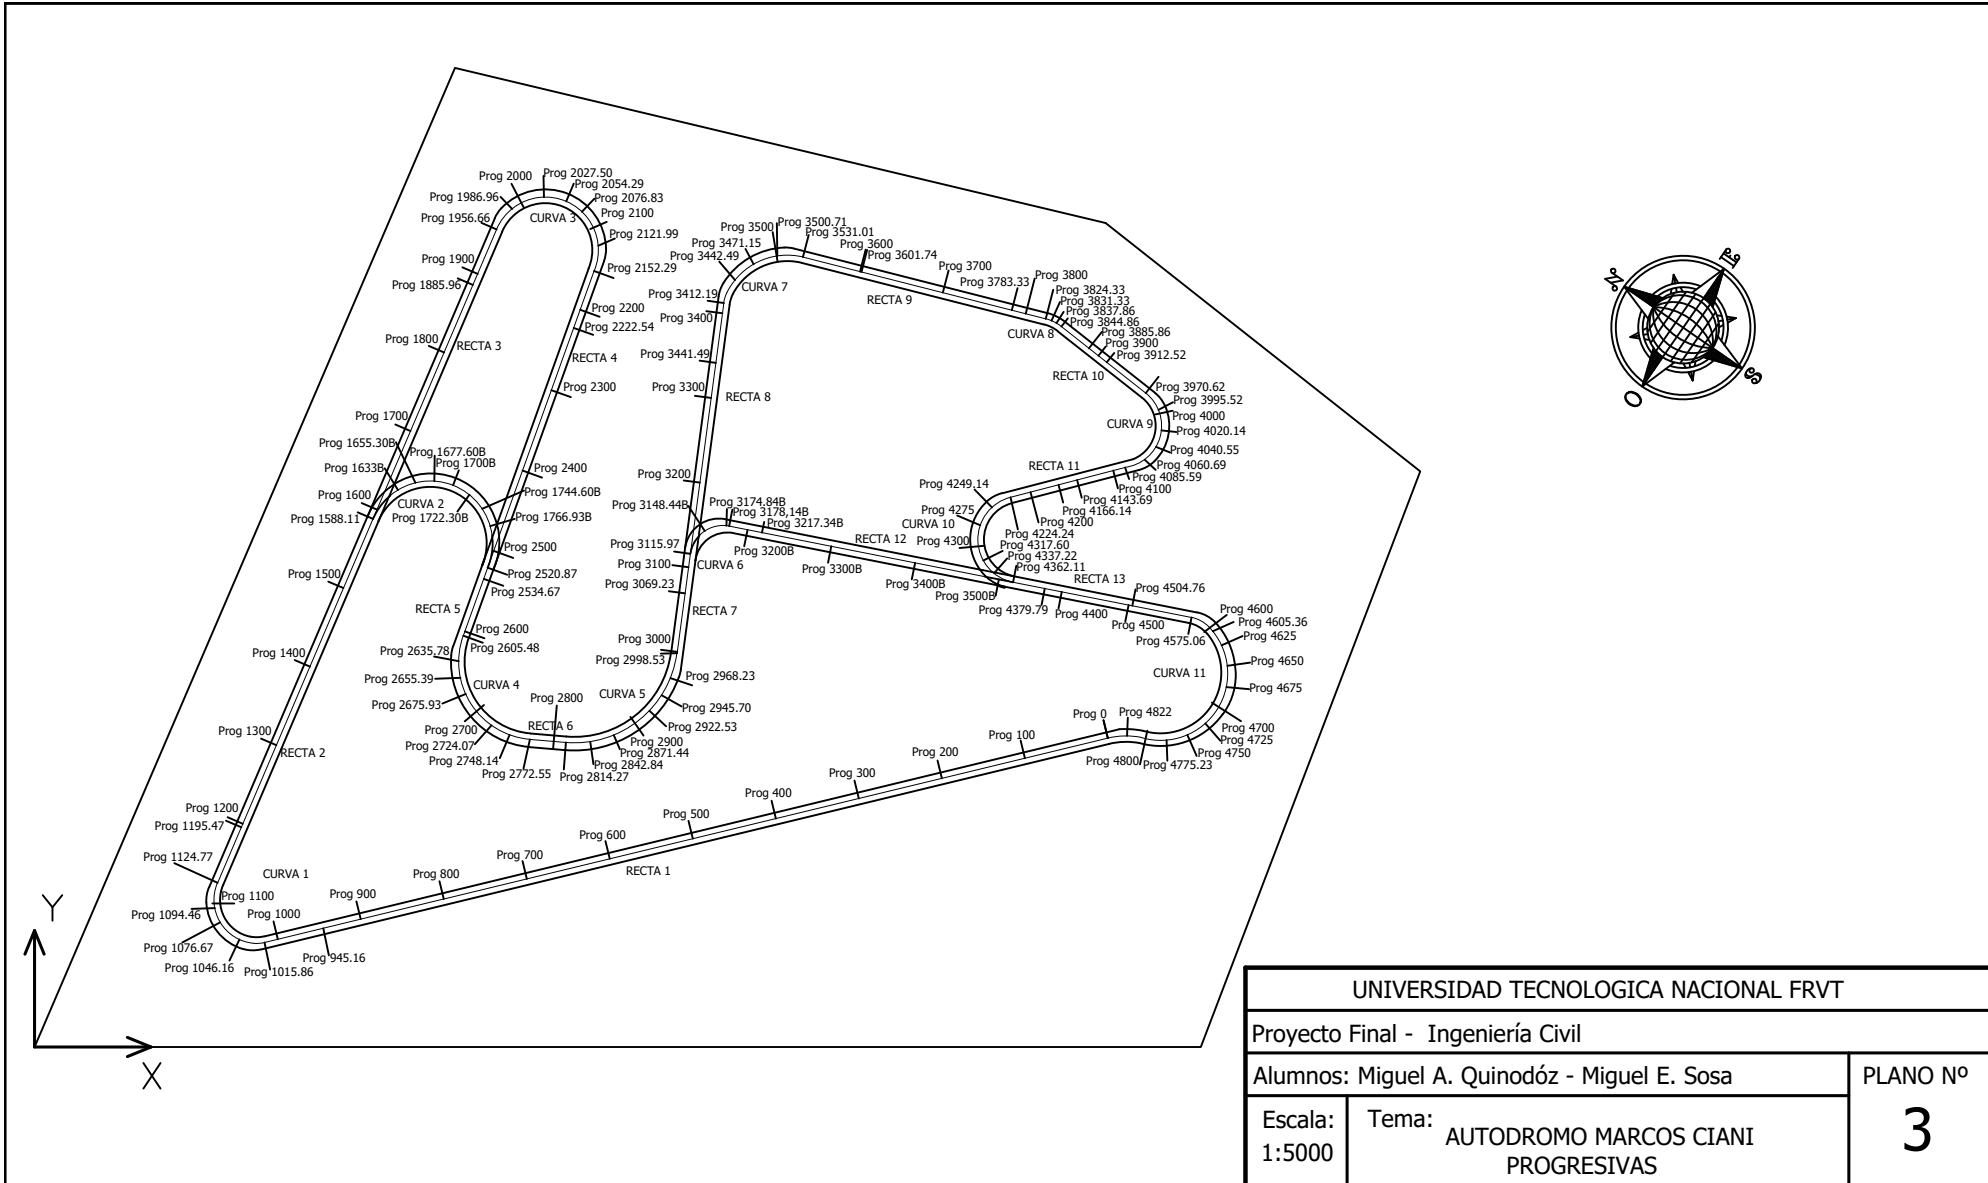 Prog 2000
Prog 2027.50
Prog 2054.29
Prog 1986.96
Prog 2076.83
Prog 1956.66
CURVA 3
Prog 2100
Prog 2121.99
Prog 1900
Prog 2152.29
Prog 1885.96
Prog 2200
Prog 2222.54
Prog 1800
RECTA 3
RECTA 4
Prog 2300
Prog 1700
Prog 1655.30B
Prog 1677.60B
Prog 1700B
Prog 1633B
Prog 2400
Prog 1600
CURVA 2
Prog 1744.60B
Prog 1588.11
Prog 1722.30B
Prog 1766.93B
Prog 2500
Prog 1500
Prog 2520.87
Prog 2534.67
RECTA 5
Prog 2600
Prog 2605.48
Prog 1400
Prog 2635.78
Prog 2655.39
CURVA 4
Prog 2675.93
Prog 2700
Prog 2724.07
Prog 2748.14
Prog 2772.55
Prog 2800
RECTA 6
Prog 2814.27
Prog 2842.84
Prog 2871.44
Prog 2900
Prog 2922.53
Prog 2945.70
CURVA 5
Prog 2968.23
Prog 2998.53
Prog 3000
RECTA 7
Prog 3069.23
Prog 3100
Prog 3115.97
CURVA 6
Prog 3148.44B
Prog 3174.84B
Prog 3178,14B
Prog 3217.34B
Prog 3200B
RECTA 12
Prog 3300B
Prog 3400B
Prog 3500B
Prog 3200
Prog 3300
RECTA 8
Prog 3441.49
Prog 3400
Prog 3412.19
CURVA 7
Prog 3442.49
Prog 3471.15
Prog 3500
Prog 3500.71
Prog 3531.01
Prog 3600
Prog 3601.74
Prog 3700
RECTA 9
Prog 3783.33
Prog 3800
Prog 3824.33
Prog 3831.33
Prog 3837.86
Prog 3844.86
CURVA 8
Prog 3885.86
Prog 3900
Prog 3912.52
RECTA 10
Prog 3970.62
Prog 3995.52
Prog 4000
CURVA 9
Prog 4020.14
Prog 4040.55
Prog 4060.69
Prog 4085.59
Prog 4100
RECTA 11
Prog 4143.69
Prog 4166.14
Prog 4200
Prog 4224.24
Prog 4249.14
Prog 4275
CURVA 10
Prog 4300
Prog 4317.60
Prog 4337.22
Prog 4362.11
RECTA 13
Prog 4379.79
Prog 4400
Prog 4500
Prog 4504.76
Prog 4575.06
Prog 4600
Prog 4605.36
Prog 4625
Prog 4650
CURVA 11
Prog 4675
Prog 4700
Prog 4725
Prog 4750
Prog 4775.23
Prog 4800
Prog 4822
Prog 0
Prog 100
Prog 200
Prog 300
Prog 400
Prog 500
Prog 600
RECTA 1
Prog 700
Prog 800
Prog 900
Prog 945.16
Prog 1000
Prog 1015.86
Prog 1046.16
Prog 1076.67
Prog 1094.46
Prog 1100
CURVA 1
Prog 1124.77
Prog 1195.47
Prog 1200
RECTA 2
Prog 1300
Y
X
N
E
S
O
UNIVERSIDAD TECNOLOGICA NACIONAL FRVT
Proyecto Final - Ingeniería Civil
Alumnos: Miguel A. Quinodóz - Miguel E. Sosa
PLANO Nº
3
Escala:
1:5000
Tema:
AUTODROMO MARCOS CIANI
PROGRESIVAS